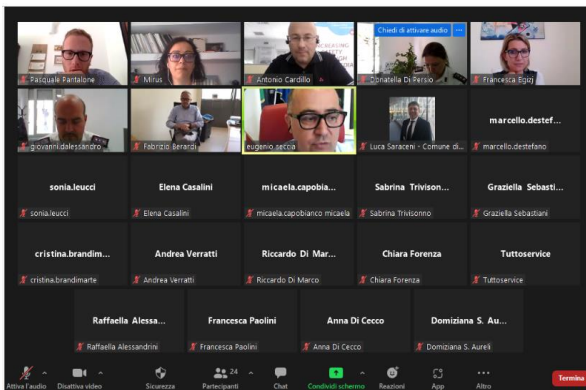 Chiedi di attivare audio ...
Pasquale Pantalone
Mirus
Antonio Cardillo
Donatella Di Persio
Francesca Egizj
giovanni.dalessandro
Fabrizio Berardi
eugenio.seccia
Luca Saraceni - Comune di...
marcello.destef...
marcello.destefano
sonia.leucci
Elena Casalini
micaela.capobia...
Sabrina Trivison...
Graziella Sebasti...
sonia.leucci
Elena Casalini
micaela.capobianco micaela
Sabrina Trivisonno
Graziella Sebastiani
cristina.brandim...
Andrea Verratti
Riccardo Di Mar...
Chiara Forenza
Tuttoservice
cristina.brandimarte
Andrea Verratti
Riccardo Di Marco
Chiara Forenza
Tuttoservice
Raffaella Alessa...
Francesca Paolini
Anna Di Cecco
Domiziana S. Au...
Raffaella Alessandrini
Francesca Paolini
Anna Di Cecco
Domiziana S. Aureli
24
Attiva l'audio
Disattiva video
Sicurezza
Partecipanti
Chat
Condividi schermo
Reazioni
App
Altro
Termina